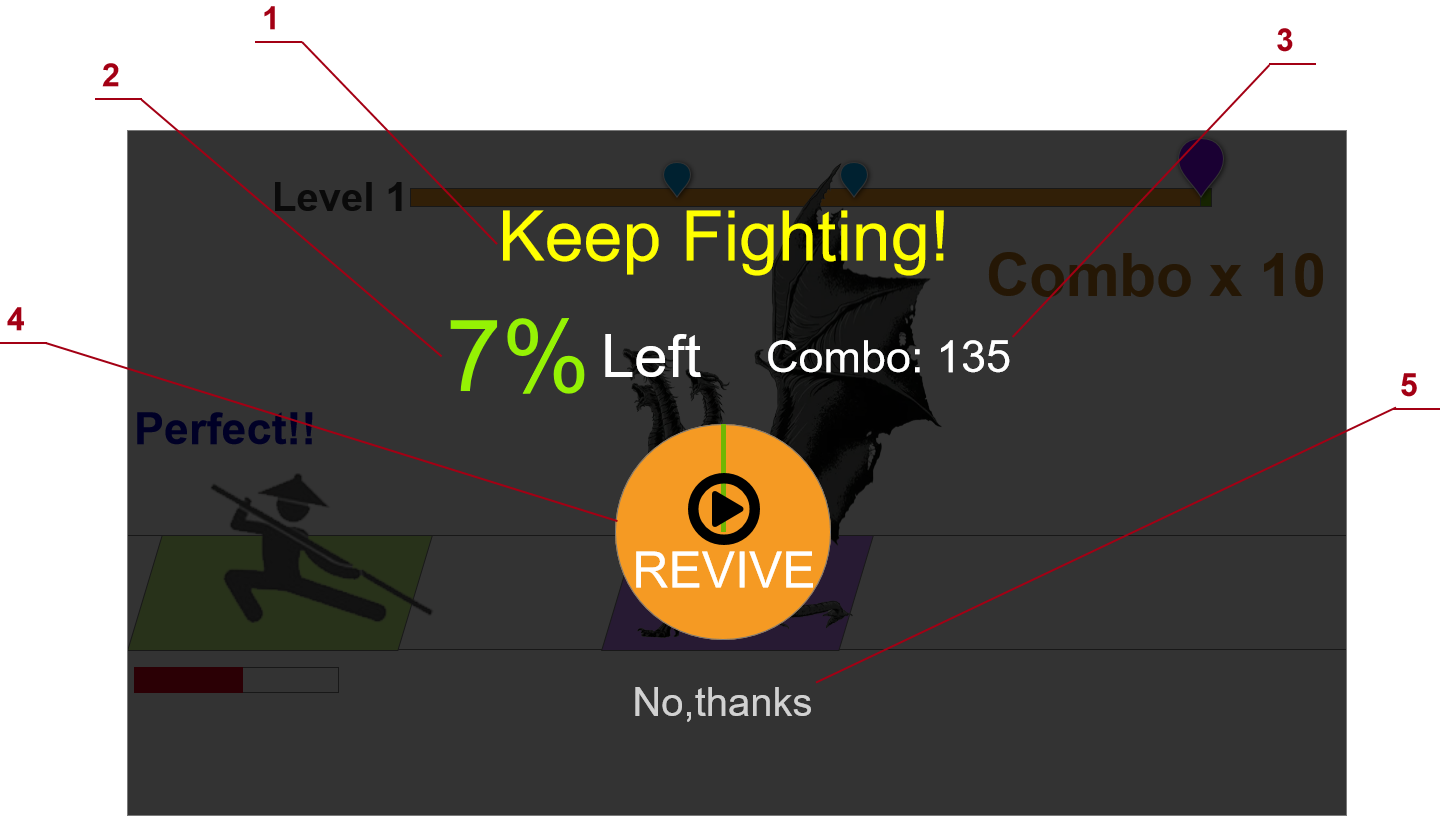 1
3
2
Level 1
Keep Fighting!
Combo x 10
4
7% Left
Combo: 135
5
Perfect!!
REVIVE
No,thanks